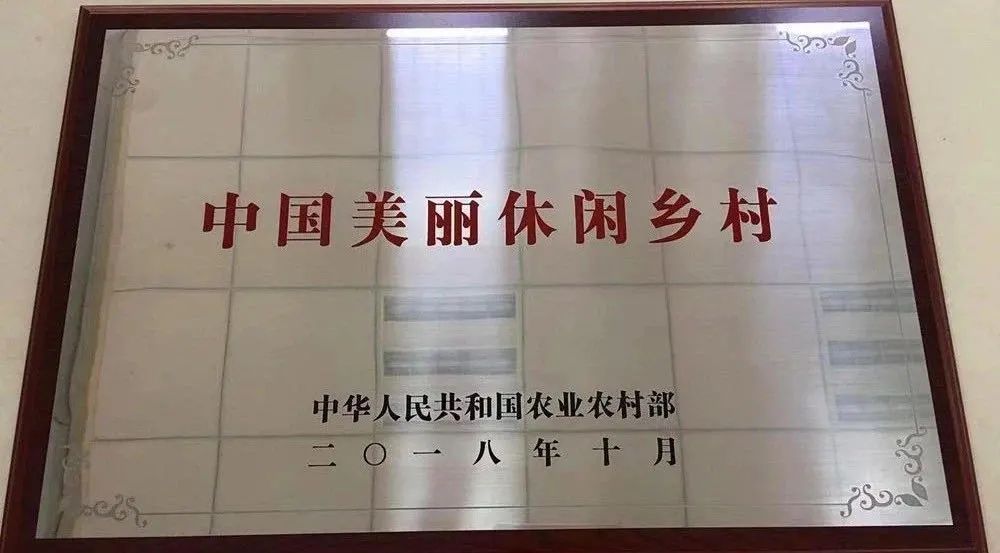 中国美丽休闲乡村
中华人民共和国农业农村部
二〇一八年十月